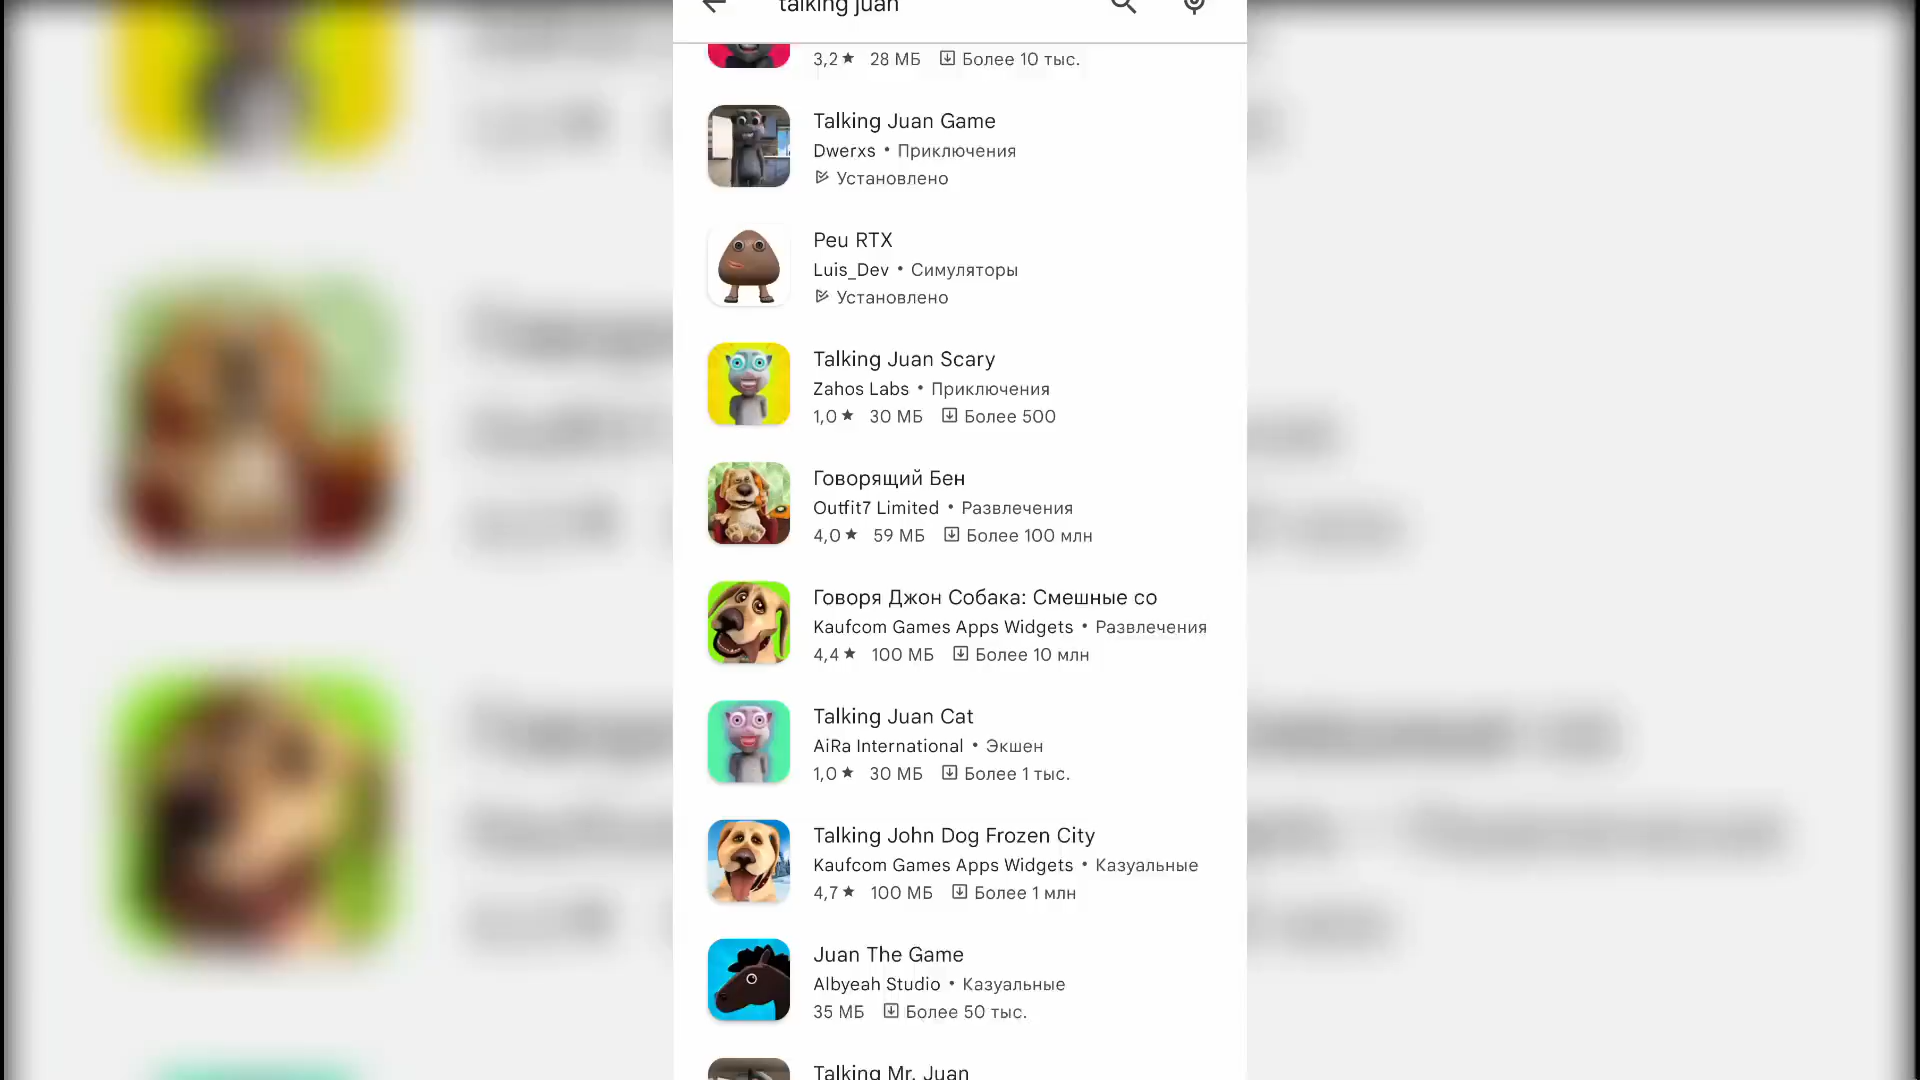 talking juan
3,2★ 28 МБ Более 10 тыс.
Talking Juan Game
Dwerxs • Приключения
Установлено
Peu RTX
Luis_Dev • Симуляторы
Установлено
Talking Juan Scary
Zahos Labs • Приключения
1,0★ 30 МБ Более 500
Говорящий Бен
Outfit7 Limited • Развлечения
4,0★ 59 МБ Более 100 млн
Говоря Джон Собака: Смешные со
Kaufcom Games Apps Widgets • Развлечения
4,4★ 100 МБ Более 10 млн
Talking Juan Cat
AiRa International • Экшен
1,0★ 30 МБ Более 1 тыс.
Talking John Dog Frozen City
Kaufcom Games Apps Widgets • Казуальные
4,7★ 100 МБ Более 1 млн
Juan The Game
Albyeah Studio • Казуальные
35 МБ Более 50 тыс.
Talking Mr. Juan